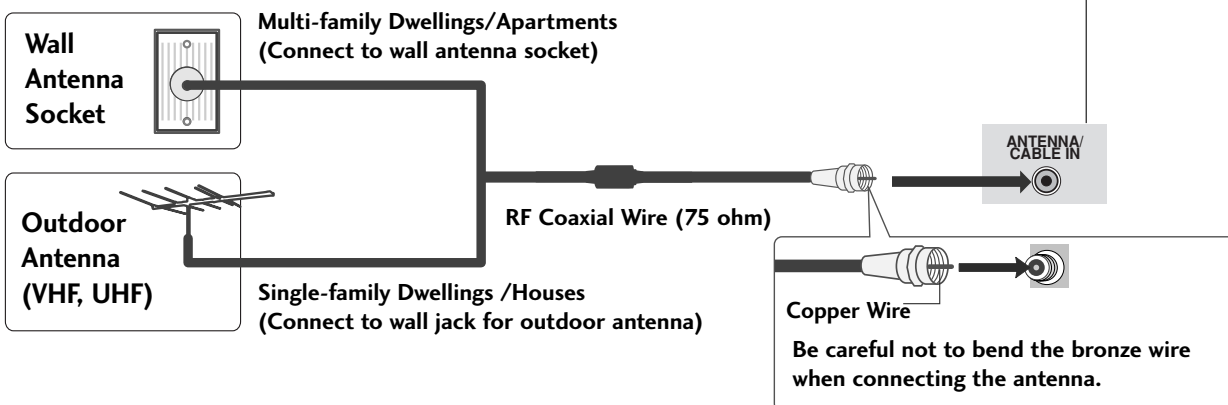 Wall
Antenna
Socket
Multi-family Dwellings/Apartments
(Connect to wall antenna socket)
ANTENNA/
CABLE IN
RF Coaxial Wire (75 ohm)
Outdoor
Antenna
(VHF, UHF)
Single-family Dwellings /Houses
(Connect to wall jack for outdoor antenna)
Copper Wire
Be careful not to bend the bronze wire
when connecting the antenna.